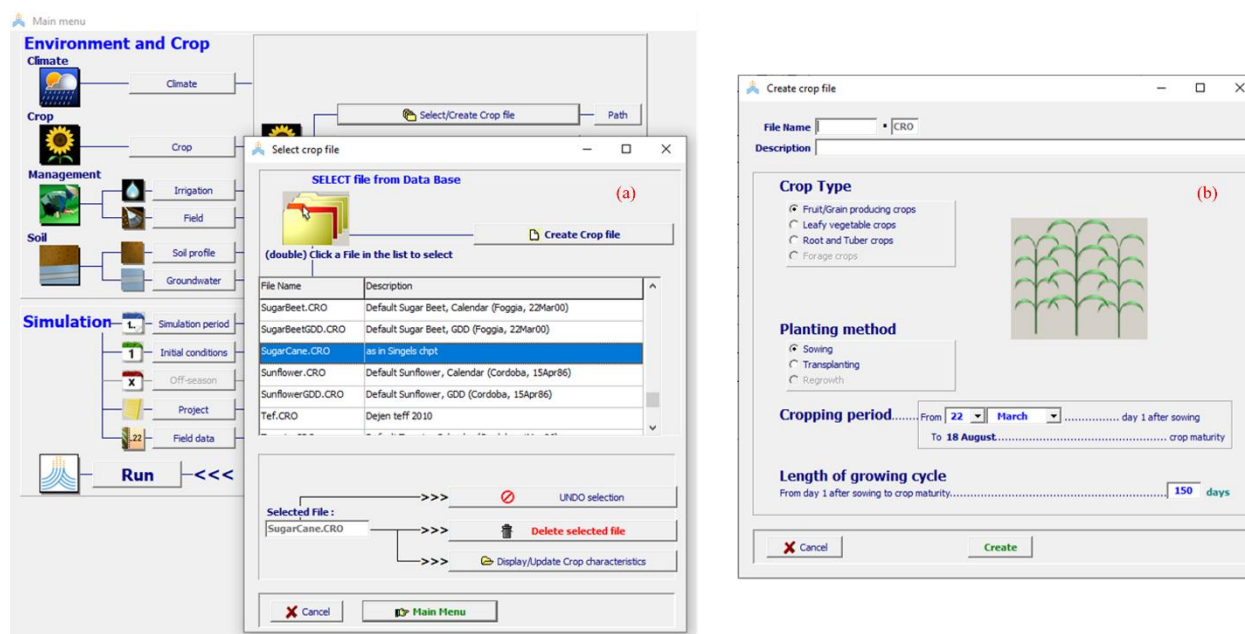 Main menu
Environment and Crop
Climate
Climate
Select/Create Crop file
Path
Crop
Crop
Management
Irrigation
Field
Soil
Soil profile
Groundwater
Simulation
1..
Simulation period
1
Initial conditions
X
Off-season
Project
.22
Field data
Run
<<<
Select crop file
SELECT file from Data Base
(a)
Create Crop file
(double) Click a File in the list to select
File Name Description
SugarBeet.CRO Default Sugar Beet, Calendar (Foggia, 22Mar00)
SugarBeetGDD.CRO Default Sugar Beet, GDD (Foggia, 22Mar00)
SugarCane.CRO as in Singels chpt
Sunflower.CRO Default Sunflower, Calendar (Cordoba, 15Apr86)
SunflowerGDD.CRO Default Sunflower, GDD (Cordoba, 15Apr86)
Tef.CRO Dejen teff 2010
>>> UNDO selection
Selected File :
SugarCane.CRO
>>> Delete selected file
>>> Display/Update Crop characteristics
Cancel
Main Menu
Create crop file
File Name . CRO
Description
Crop Type
(b)
Fruit/Grain producing crops
Leafy vegetable crops
Root and Tuber crops
Forage crops
Planting method
Sowing
Transplanting
Regrowth
Cropping period....... From 22 March ................ day 1 after sowing
To 18 August................................................ crop maturity
Length of growing cycle
From day 1 after sowing to crop maturity...................................................... 150 days
Cancel
Create